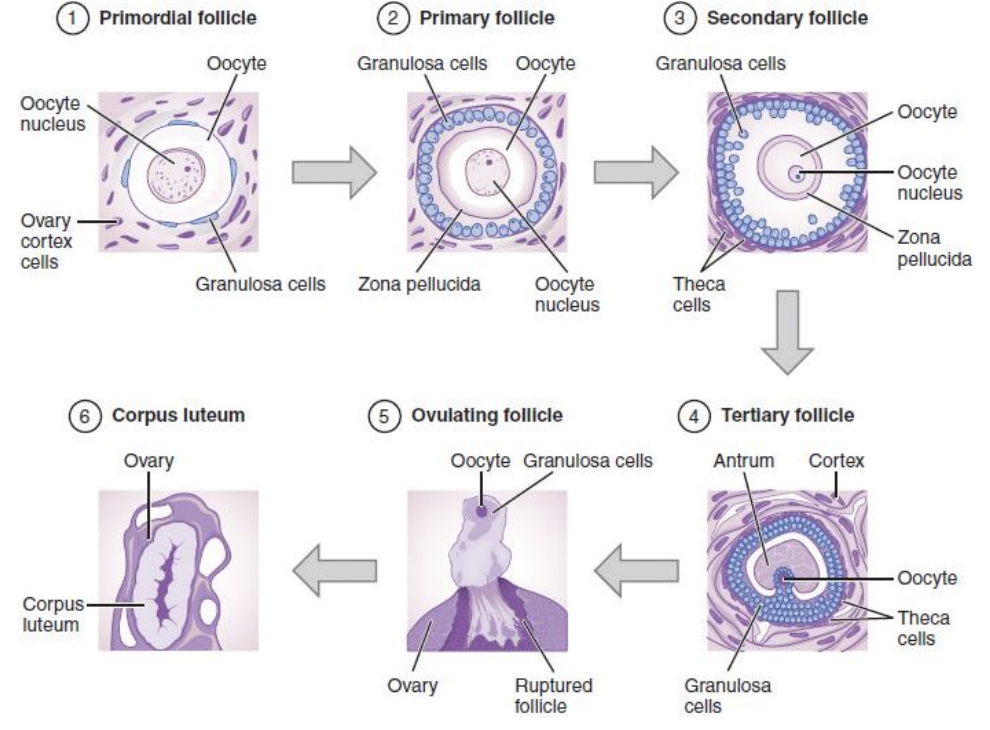 1 Primordial follicle
Oocyte
Oocyte
nucleus
Ovary
cortex
cells
Granulosa cells
2 Primary follicle
Granulosa cells
Oocyte
Zona pellucida
Oocyte
nucleus
3 Secondary follicle
Granulosa cells
Oocyte
Oocyte
nucleus
Zona
pellucida
Theca
cells
6 Corpus luteum
Ovary
Corpus
luteum
5 Ovulating follicle
Oocyte
Granulosa cells
Ovary
Ruptured
follicle
4 Tertiary follicle
Antrum
Cortex
Oocyte
Theca
cells
Granulosa
cells